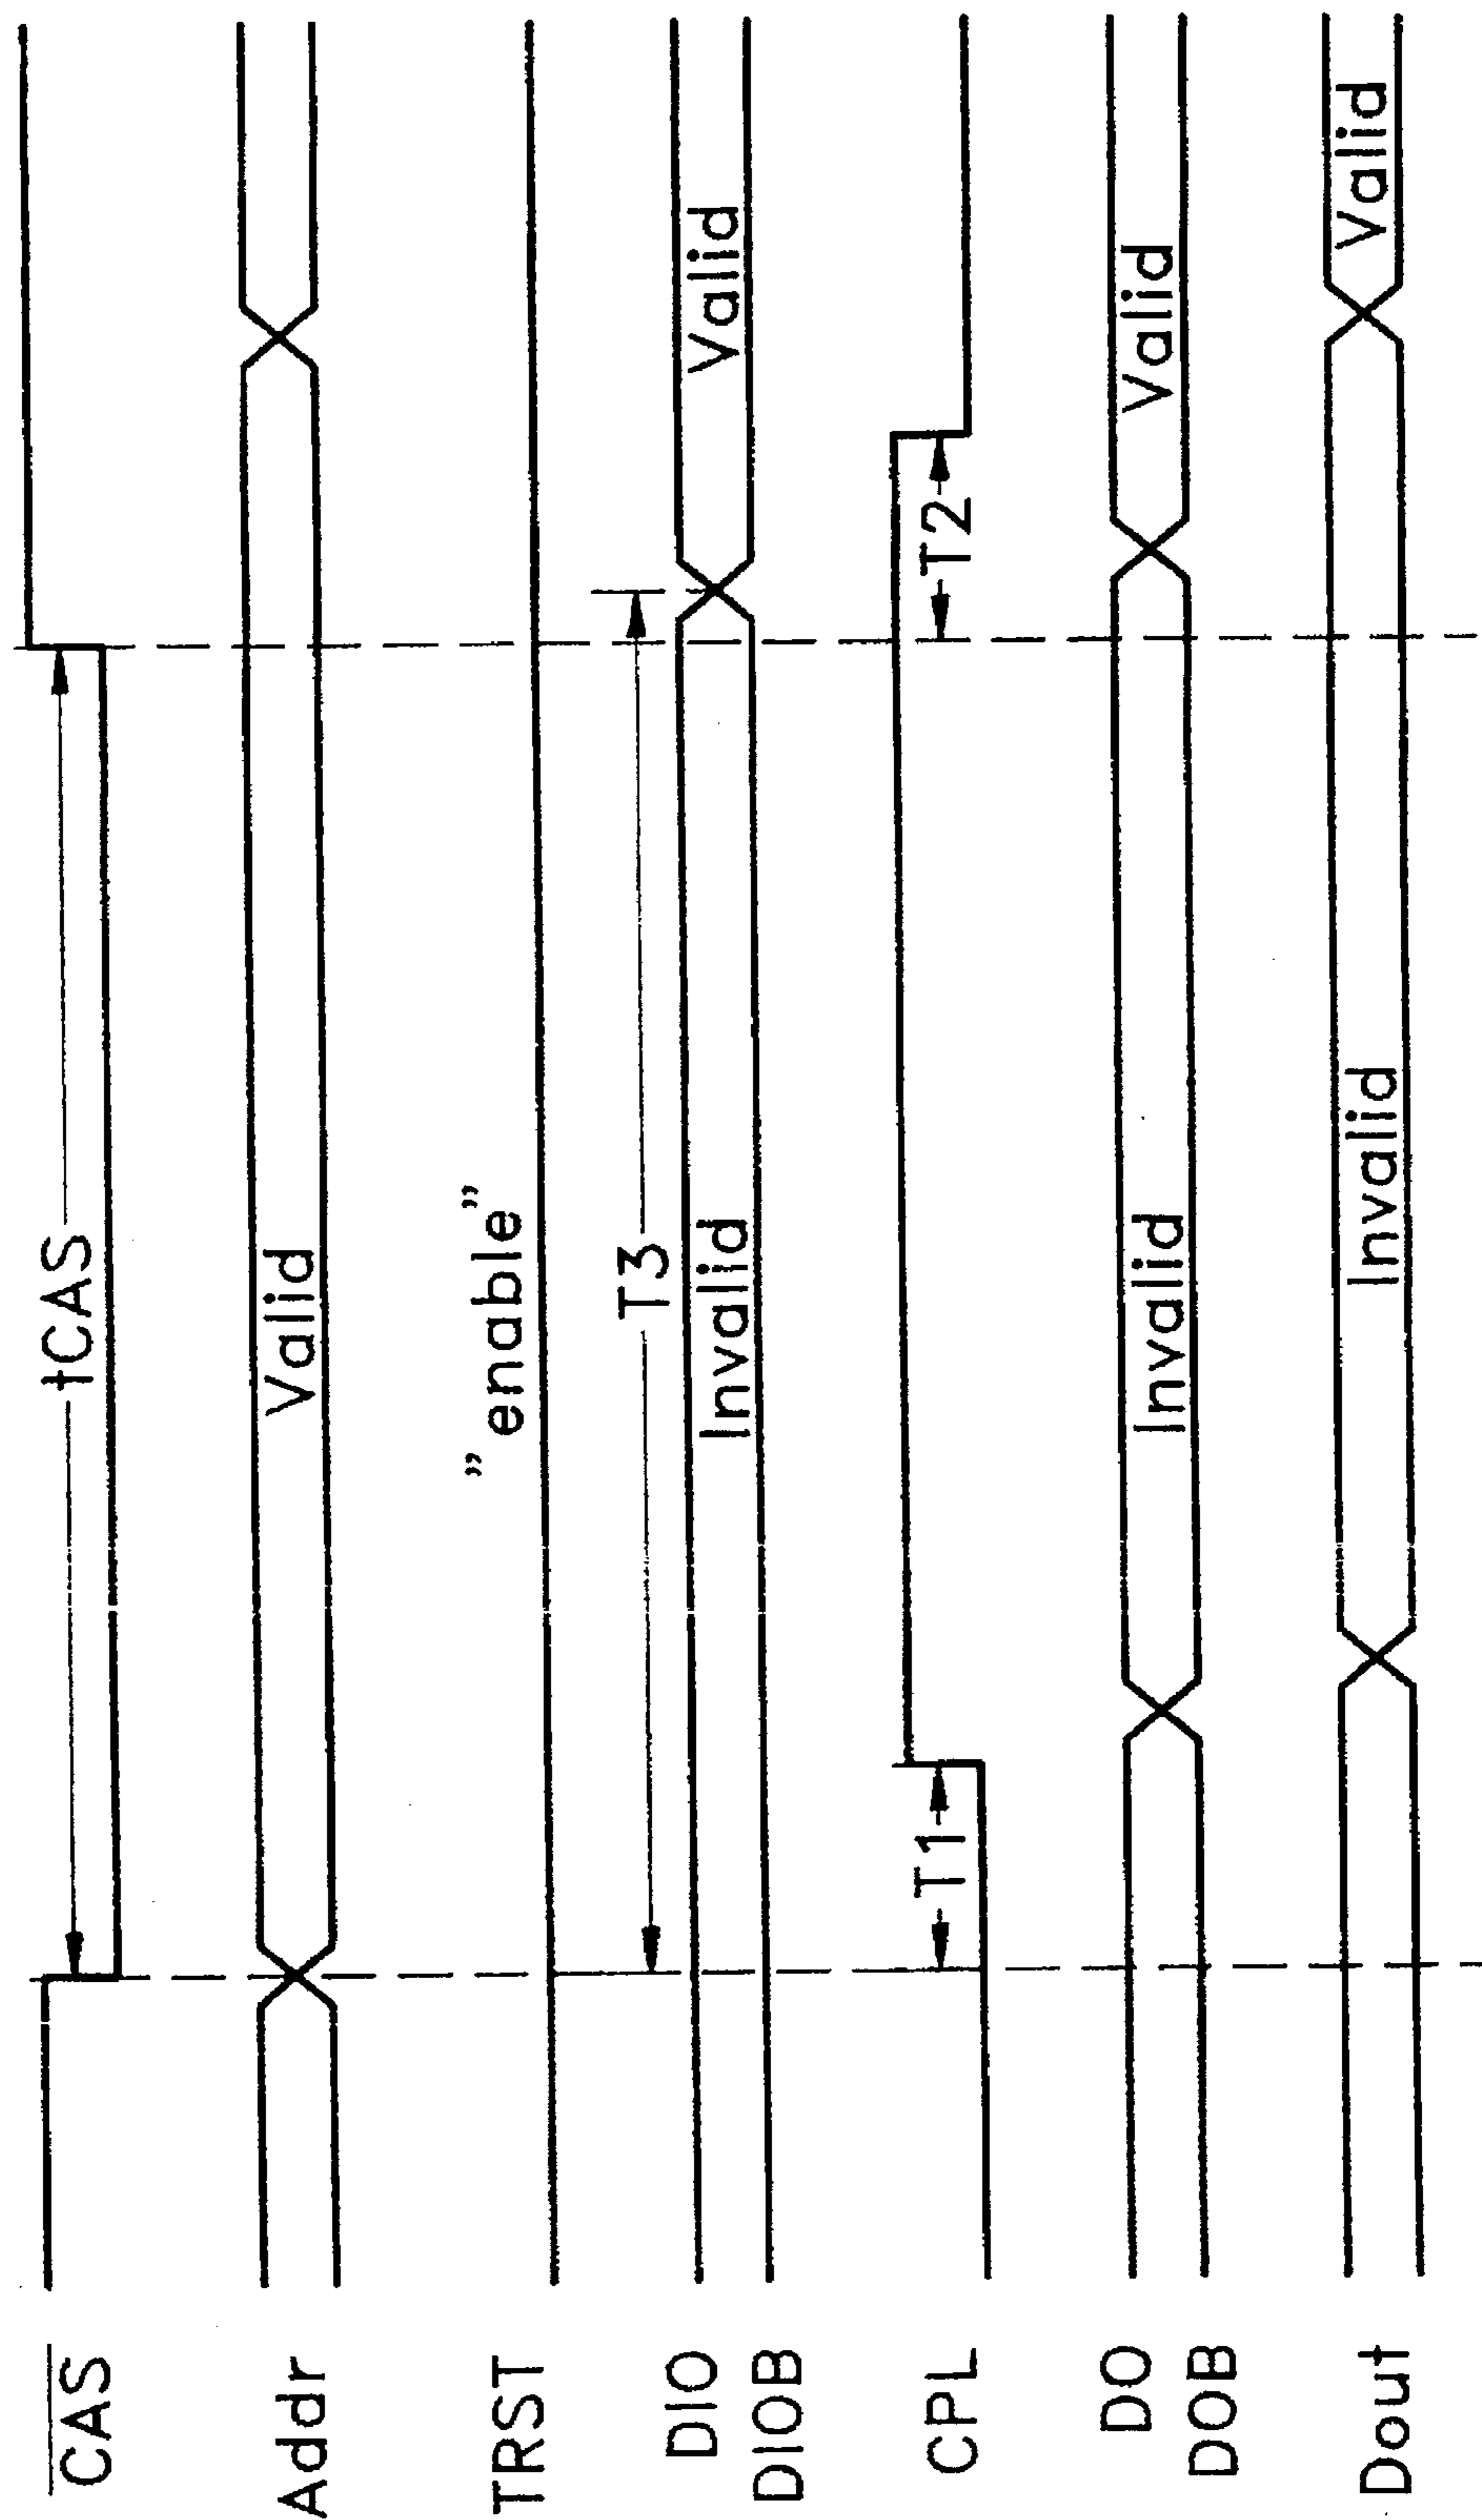 CAS
tCAS
Addr
Valid
TRST
” enable ”
T3
DIO
DIOB
Invalid
Valid
CPL
T1
T2
DO
DOB
Invalid
Valid
Dout
Invalid
Valid